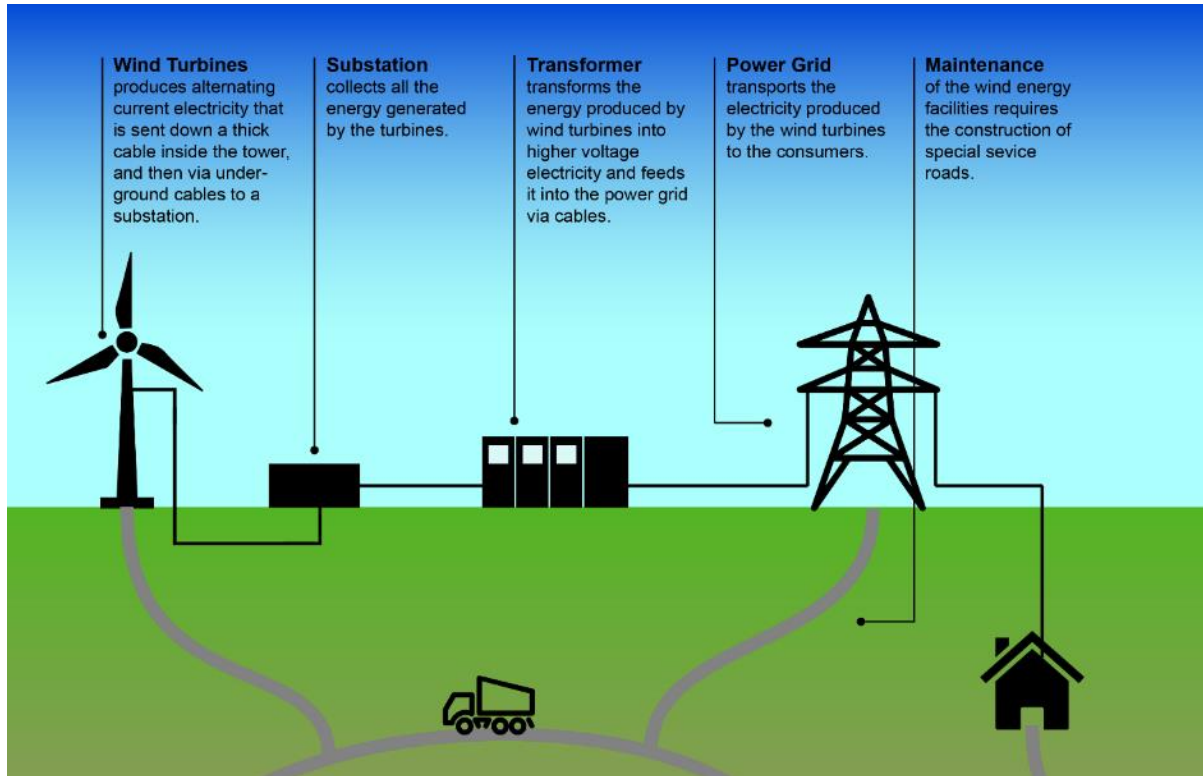 Wind Turbines
produces alternating
current electricity that
is sent down a thick
cable inside the tower,
and then via under-
ground cables to a
substation.
Substation
collects all the
energy generated
by the turbines.
Transformer
transforms the
energy produced by
wind turbines into
higher voltage
electricity and feeds
it into the power grid
via cables.
Power Grid
transports the
electricity produced
by the wind turbines
to the consumers.
Maintenance
of the wind energy
facilities requires
the construction of
special sevice
roads.